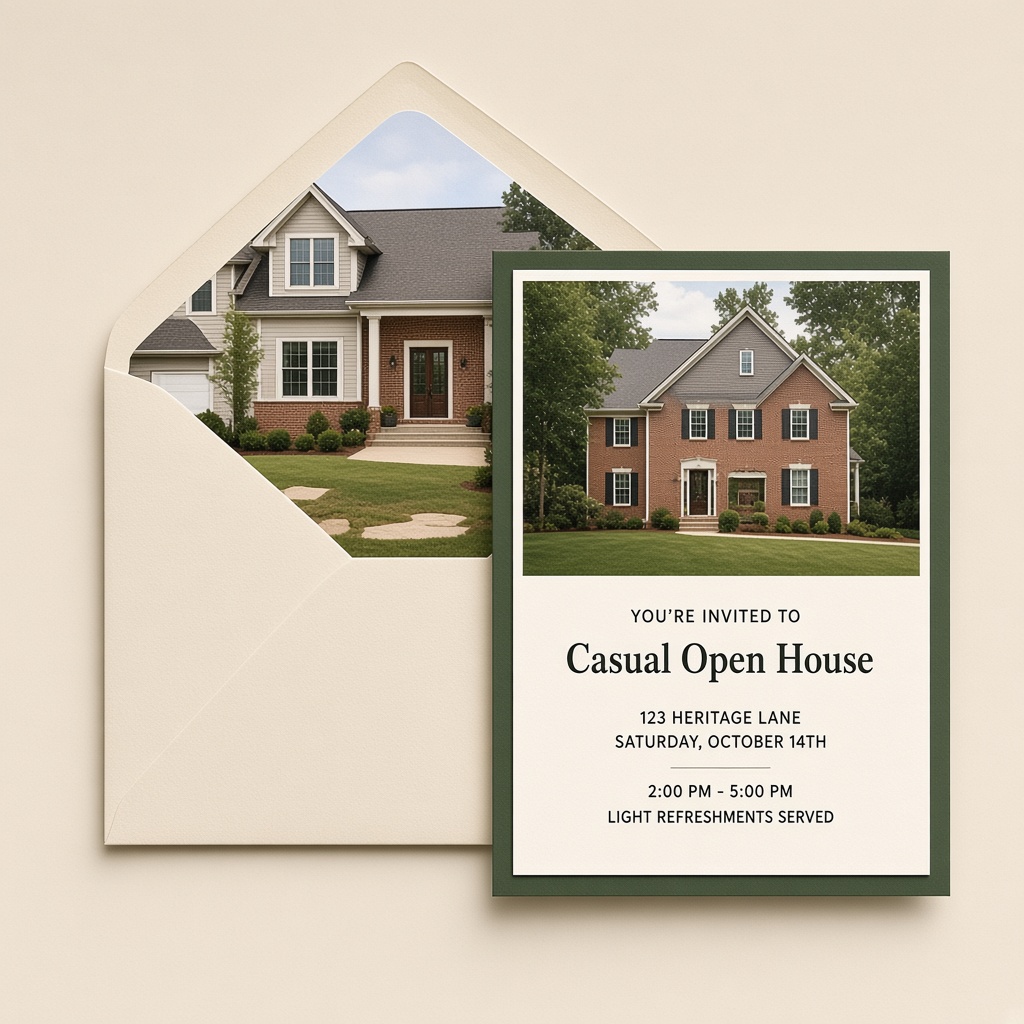 YOU'RE INVITED TO
Casual Open House
123 HERITAGE LANE
SATURDAY, OCTOBER 14TH
2:00 PM - 5:00 PM
LIGHT REFRESHMENTS SERVED